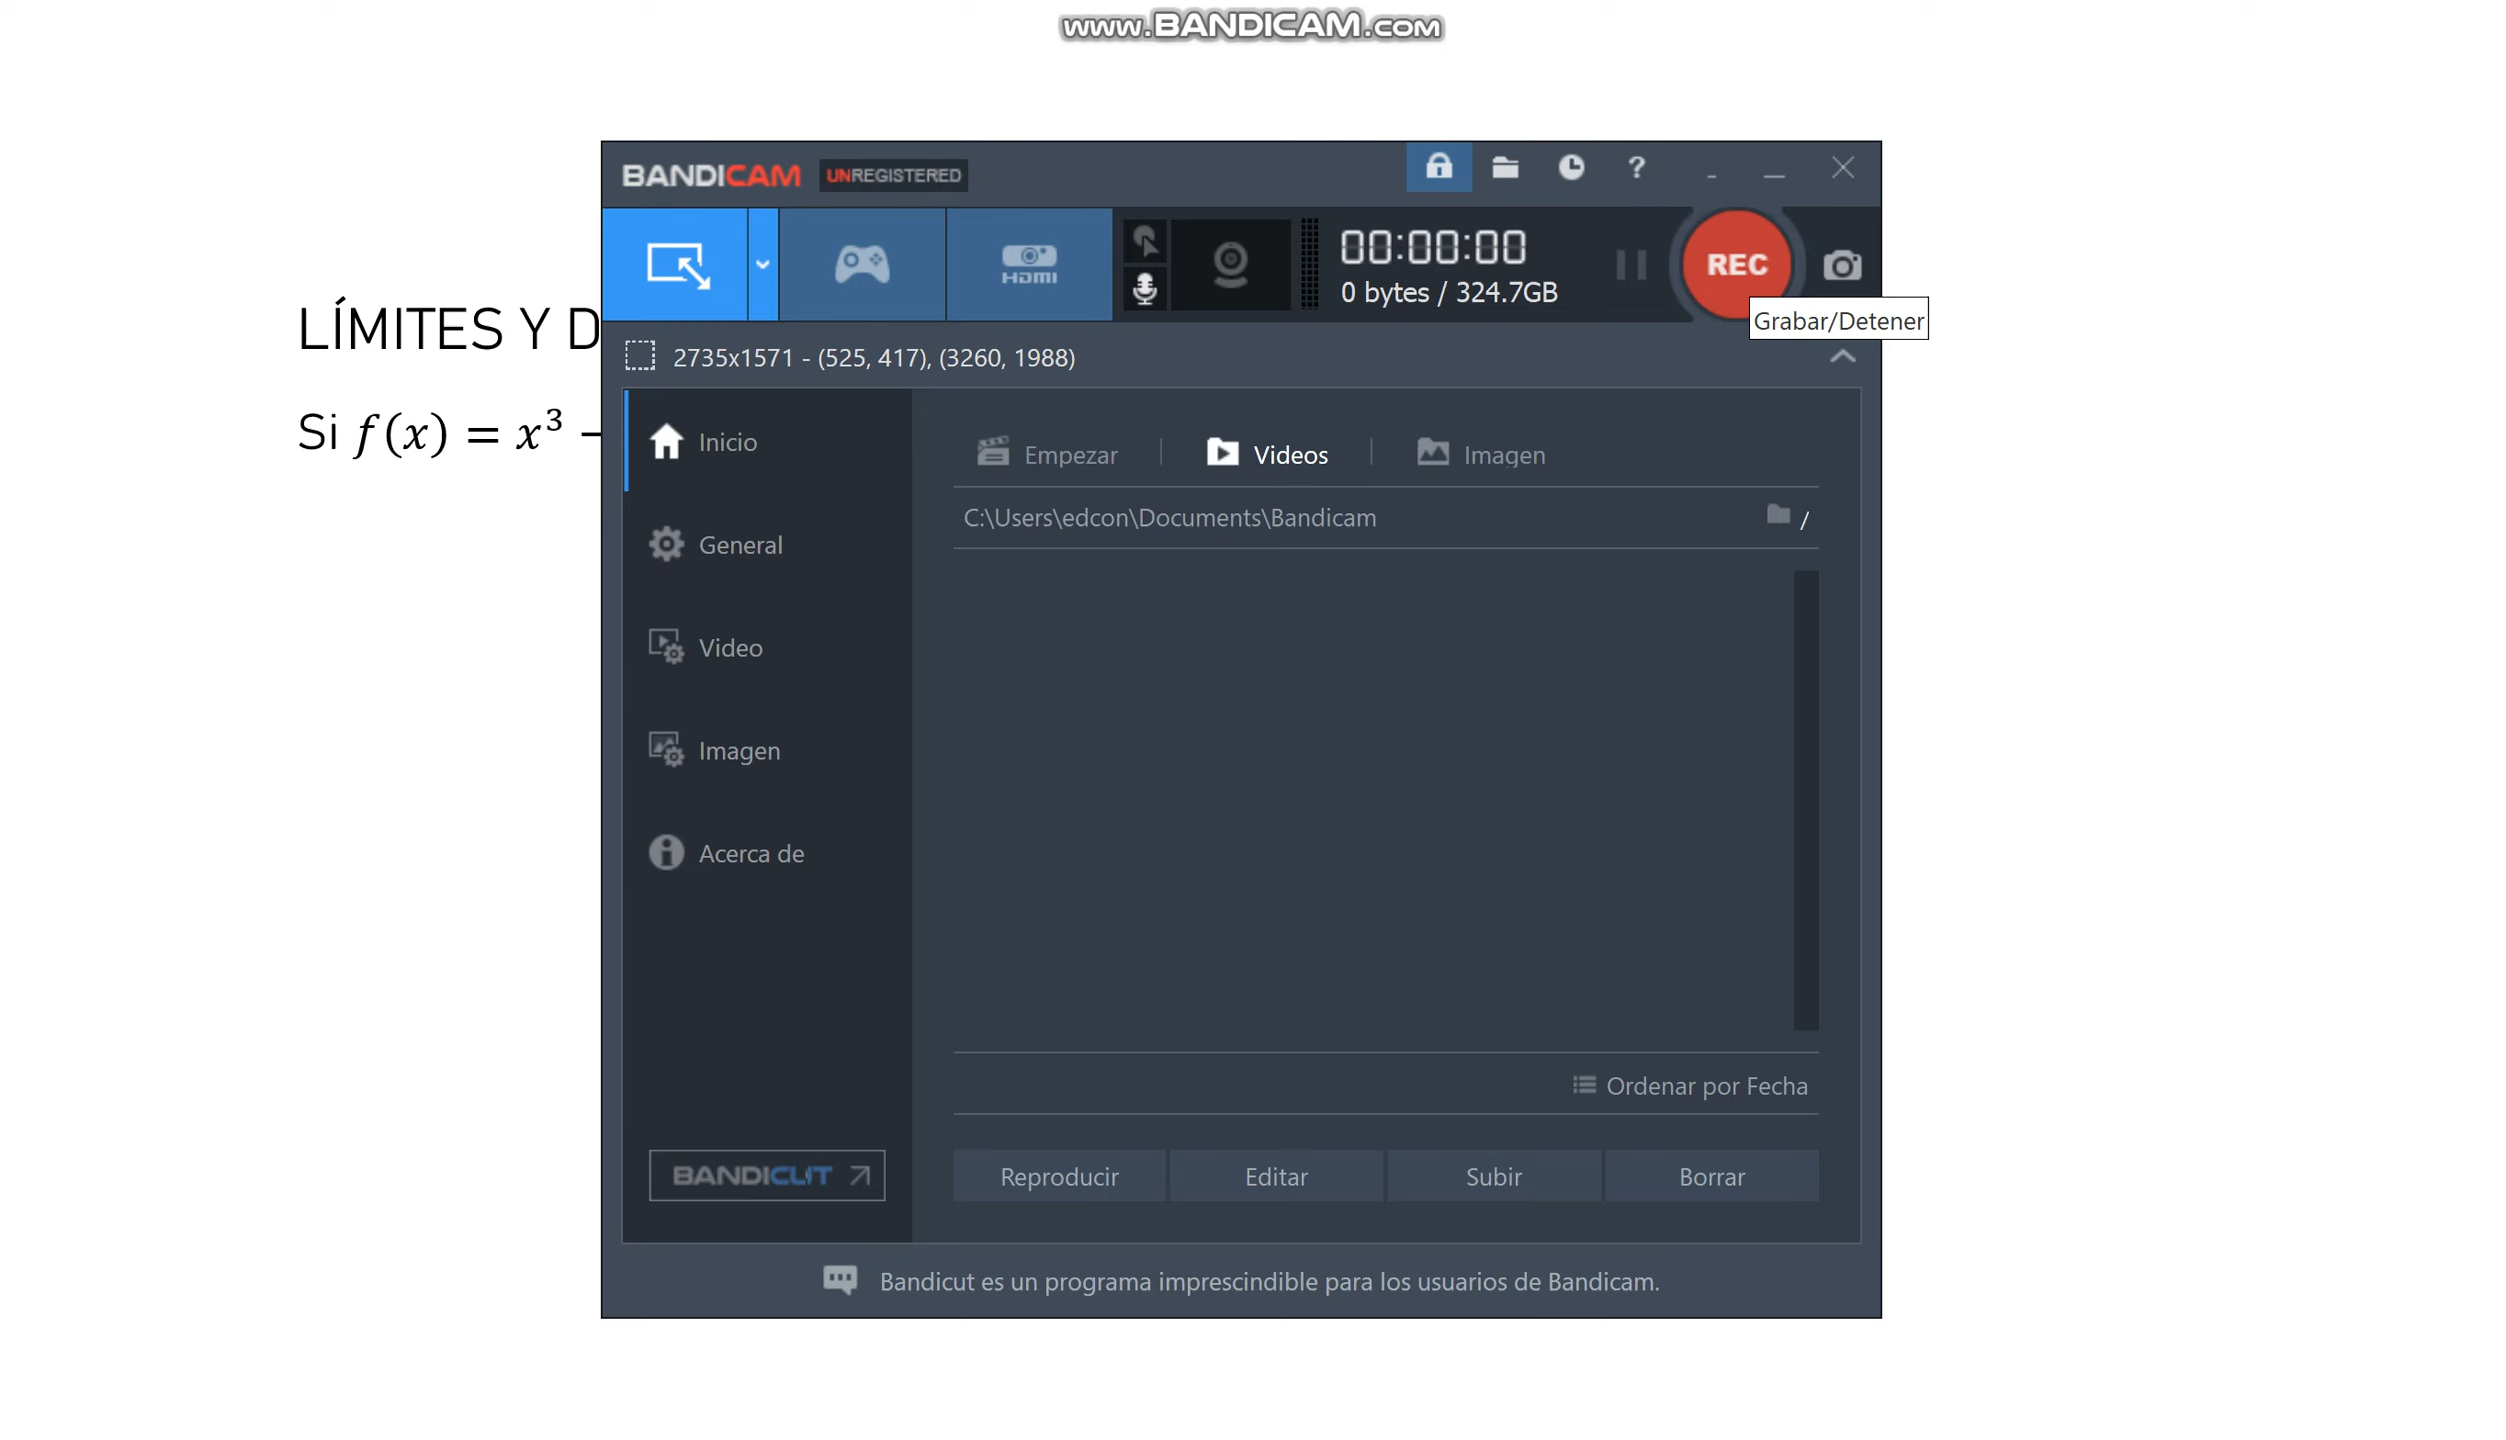 www.BANDICAM.com
BANDICAM UNREGISTERED ?
HDMI
00:00:00
0 bytes / 324.7GB
REC
Grabar/Detener
LÍMITES Y D
2735x1571 - (525, 417), (3260, 1988)
Si f(x) = x³ −
Inicio
General
Video
Imagen
Acerca de
BANDICUT
Empezar | Videos | Imagen
C:\Users\edcon\Documents\Bandicam /
Ordenar por Fecha
Reproducir Editar Subir Borrar
Bandicut es un programa imprescindible para los usuarios de Bandicam.